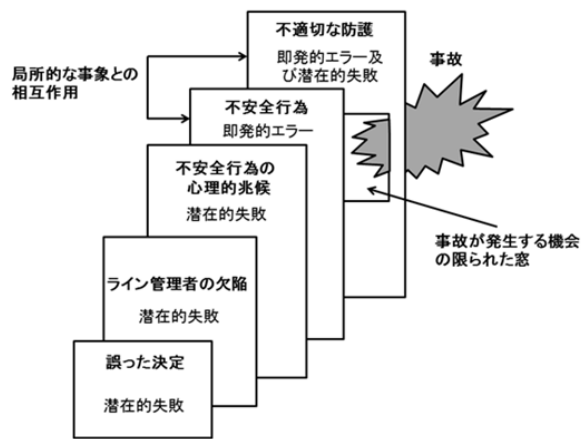 不適切な防護
即発的エラー及
び潜在的失敗
事故
局所的な事象との
相互作用
不安全行為
即発的エラー
不安全行為の
心理的兆候
潜在的失敗
事故が発生する機会
の限られた窓
ライン管理者の欠陥
潜在的失敗
誤った決定
潜在的失敗